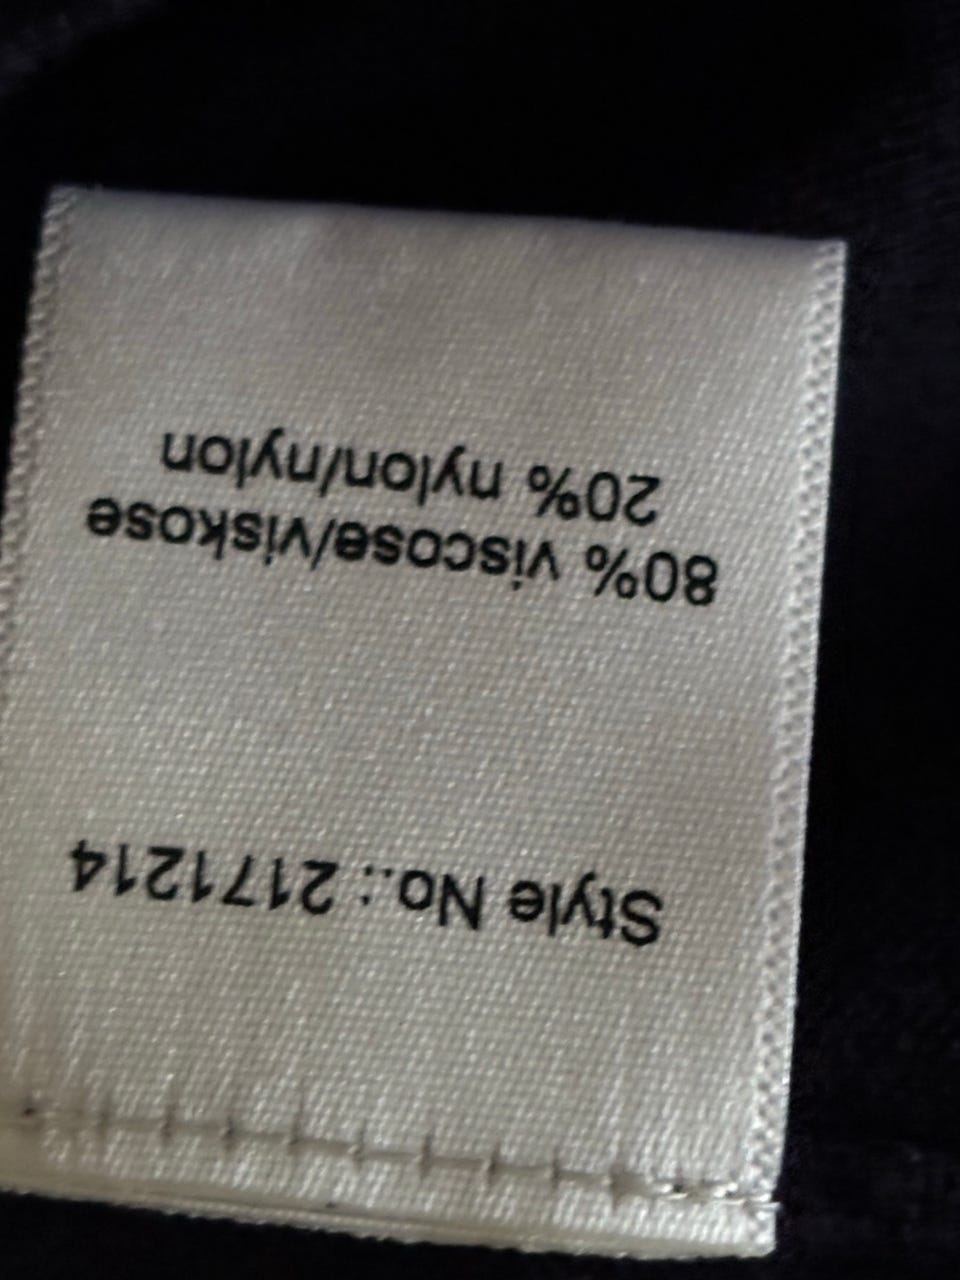 Style No.: 2171214
80% viscose/viskose
20% nylon/nylon